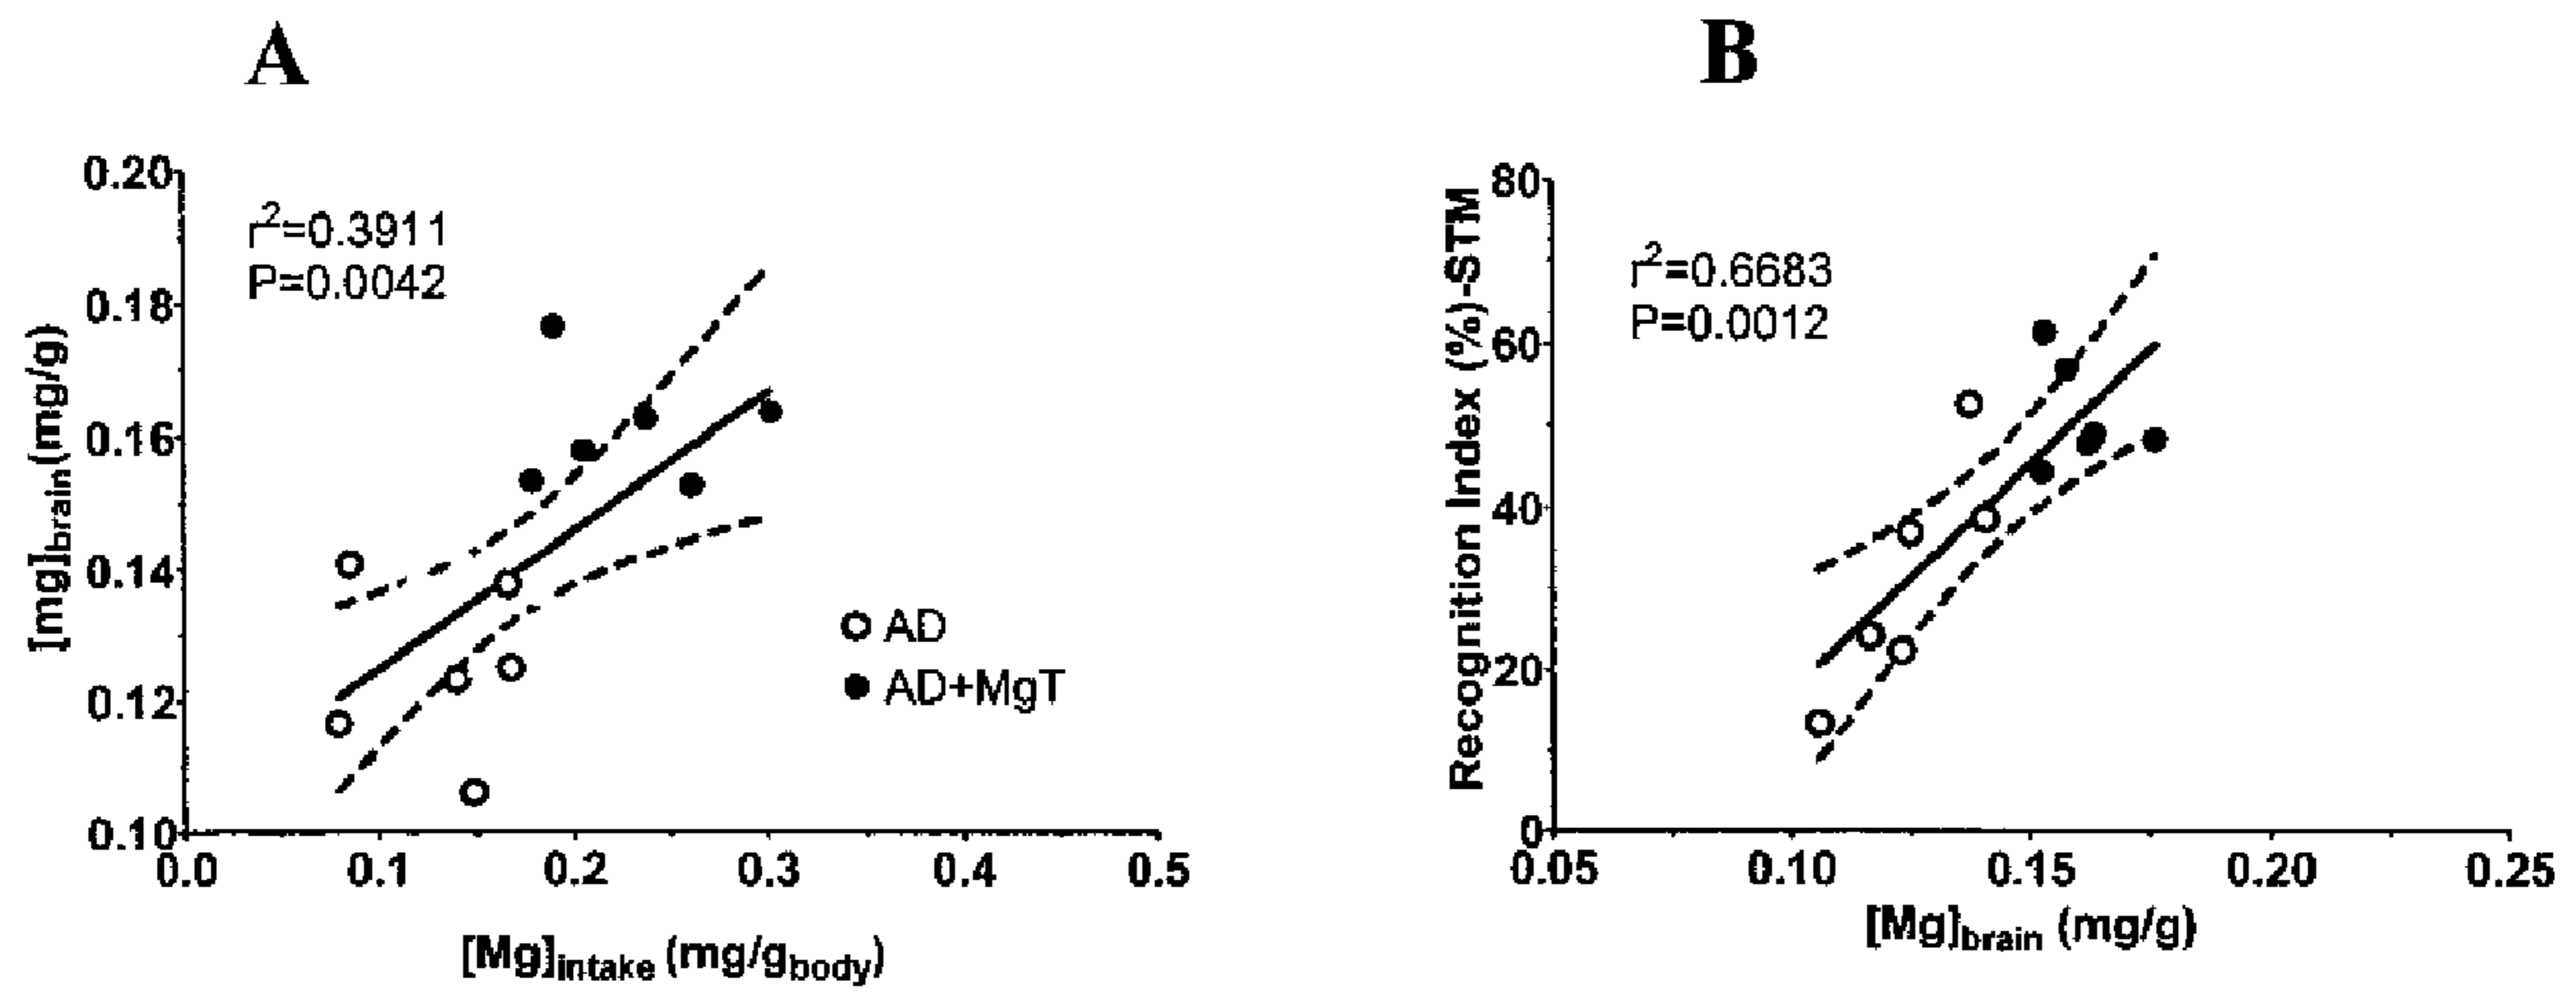 A
B
0.20
0.18
0.16
0.14
0.12
0.10
[mg]brain(mg/g)
r²=0.3911
P=0.0042
AD
AD+MgT
0.0 0.1 0.2 0.3 0.4 0.5
[Mg]intake (mg/gbody)
80
60
40
20
0
Recognition Index (%)-STM
r²=0.6683
P=0.0012
0.05 0.10 0.15 0.20 0.25
[Mg]brain (mg/g)